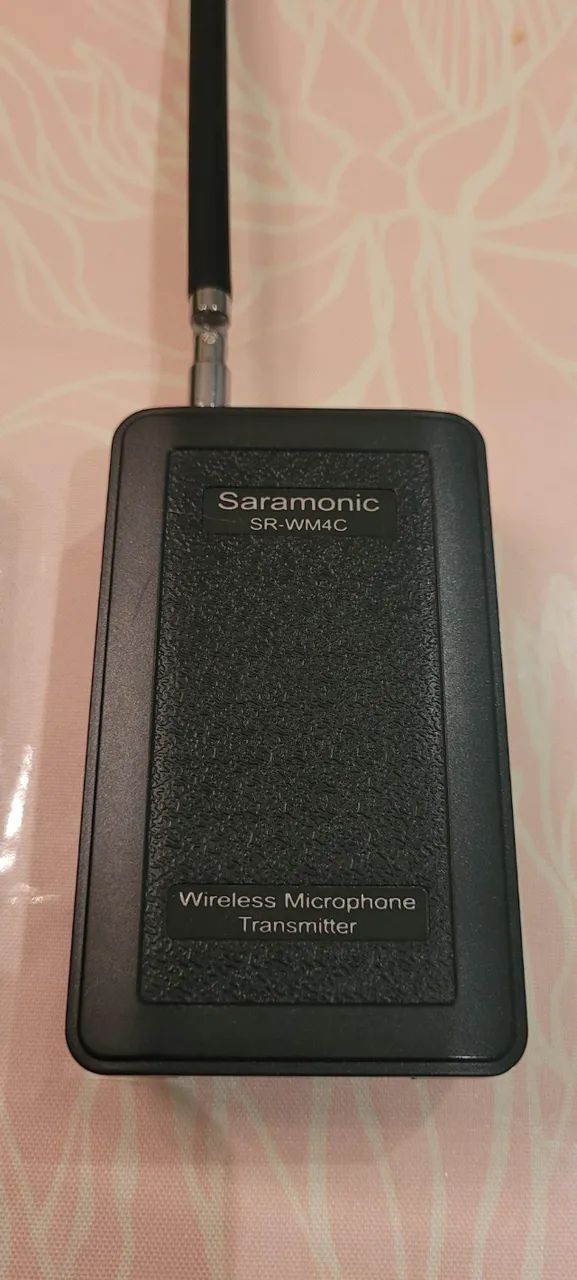 Saramonic
SR-WM4C
Wireless Microphone
Transmitter